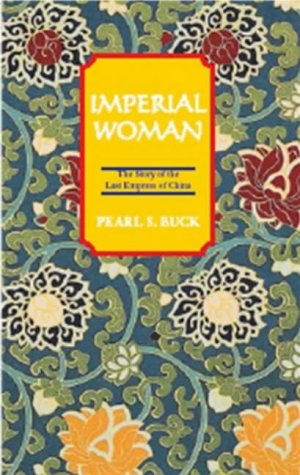 IMPERIAL
WOMAN
The Story of the
Last Empress of China
PEARL S. BUCK